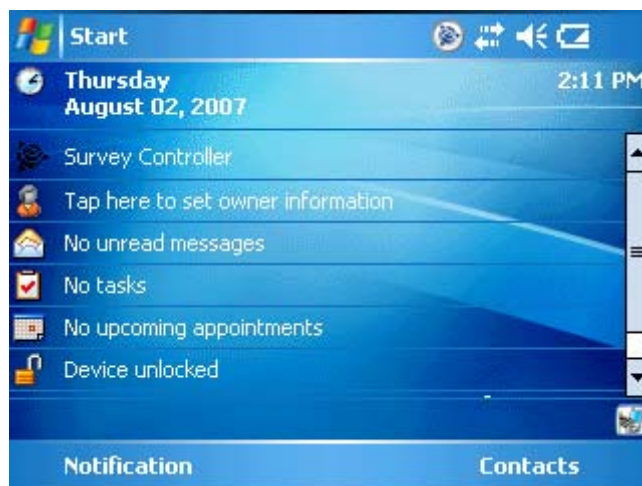 Start
Thursday 2:11 PM
August 02, 2007
Survey Controller
Tap here to set owner information
No unread messages
No tasks
No upcoming appointments
Device unlocked
Notification Contacts